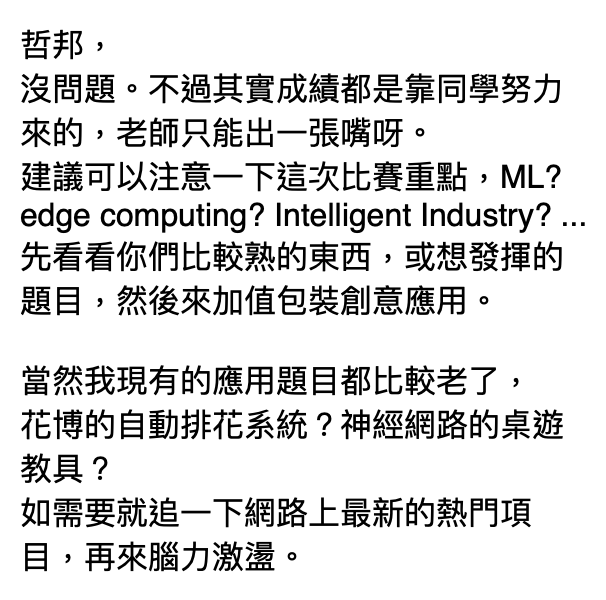 哲邦，
沒問題。不過其實成績都是靠同學努力
來的，老師只能出一張嘴呀。
建議可以注意一下這次比賽重點，ML?
edge computing? Intelligent Industry? ...
先看看你們比較熟的東西，或想發揮的
題目，然後來加值包裝創意應用。
當然我現有的應用題目都比較老了，
花博的自動排花系統？神經網路的桌遊
教具？
如需要就追一下網路上最新的熱門項
目，再來腦力激盪。